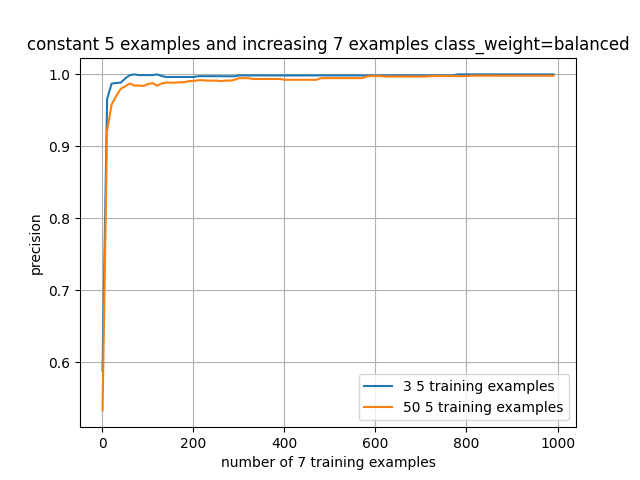 constant 5 examples and increasing 7 examples class_weight=balanced
1.0
0.9
0.8
0.7
0.6
precision
0
200
400
600
800
1000
number of 7 training examples
3 5 training examples
50 5 training examples